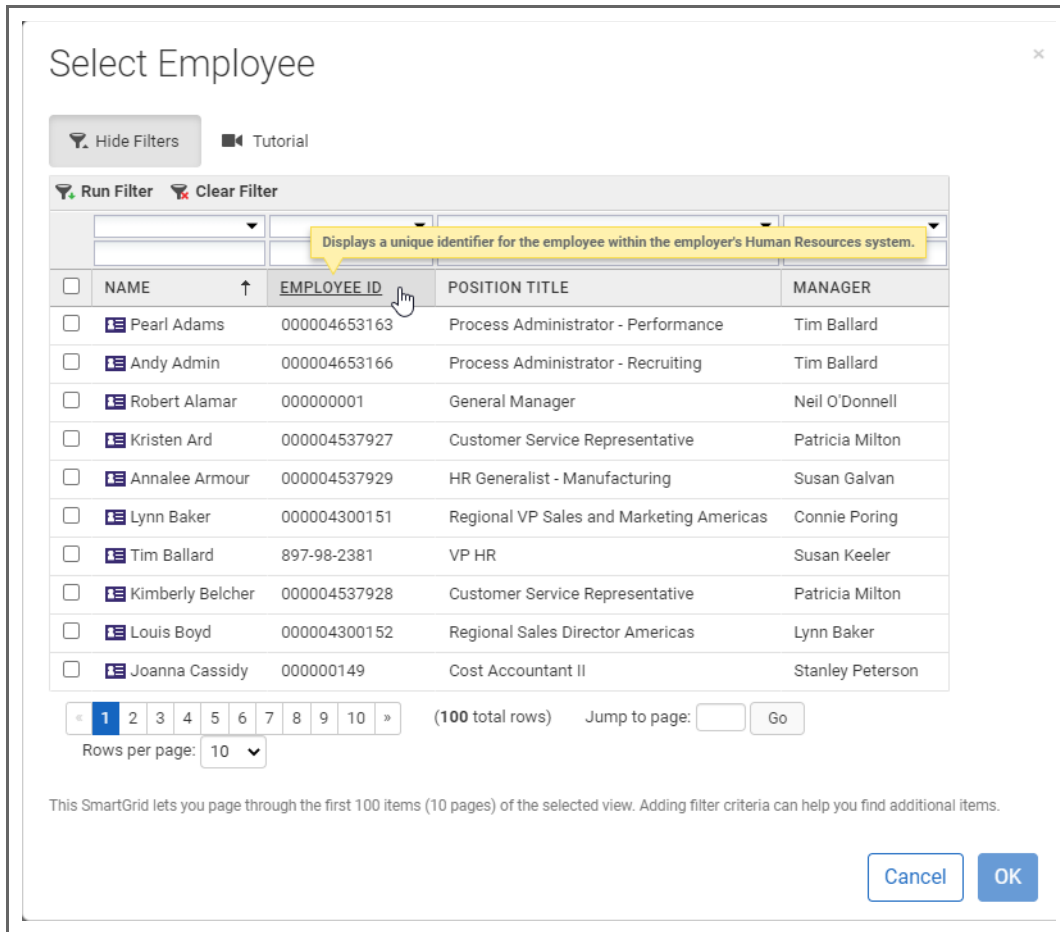 Select Employee ×
Hide Filters Tutorial
Run Filter Clear Filter
Displays a unique identifier for the employee within the employer's Human Resources system.
NAME ↑ EMPLOYEE ID POSITION TITLE MANAGER
Pearl Adams 000004653163 Process Administrator - Performance Tim Ballard
Andy Admin 000004653166 Process Administrator - Recruiting Tim Ballard
Robert Alamar 000000001 General Manager Neil O'Donnell
Kristen Ard 000004537927 Customer Service Representative Patricia Milton
Annalee Armour 000004537929 HR Generalist - Manufacturing Susan Galvan
Lynn Baker 000004300151 Regional VP Sales and Marketing Americas Connie Poring
Tim Ballard 897-98-2381 VP HR Susan Keeler
Kimberly Belcher 000004537928 Customer Service Representative Patricia Milton
Louis Boyd 000004300152 Regional Sales Director Americas Lynn Baker
Joanna Cassidy 000000149 Cost Accountant II Stanley Peterson
« 1 2 3 4 5 6 7 8 9 10 » (100 total rows) Jump to page: Go
Rows per page: 10
This SmartGrid lets you page through the first 100 items (10 pages) of the selected view. Adding filter criteria can help you find additional items.
Cancel OK